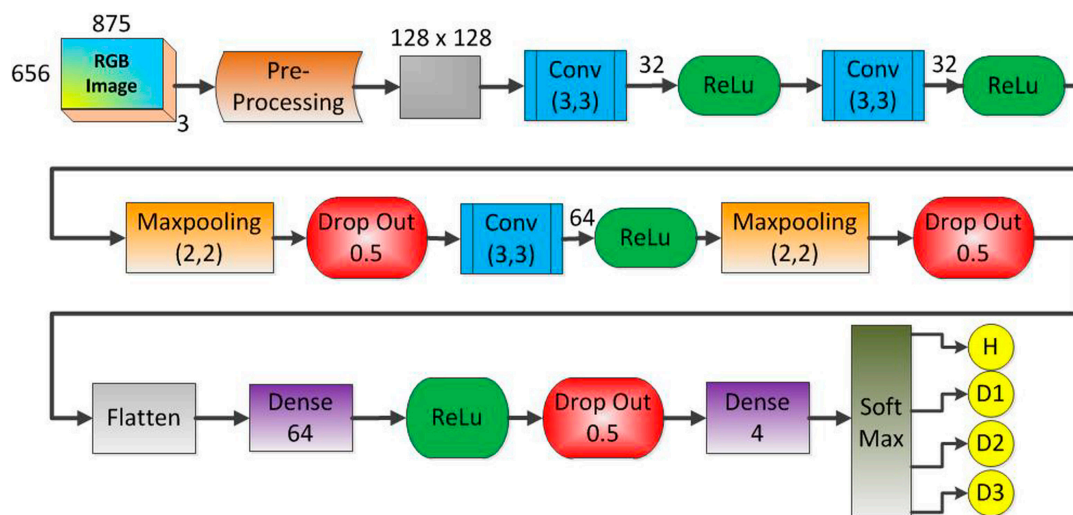 875
656
RGB
Image
3
Pre-
Processing
128 x 128
Conv
(3,3)
32
ReLu
Conv
(3,3)
32
ReLu
Maxpooling
(2,2)
Drop Out
0.5
Conv
(3,3)
64
ReLu
Maxpooling
(2,2)
Drop Out
0.5
Flatten
Dense
64
ReLu
Drop Out
0.5
Dense
4
Soft
Max
H
D1
D2
D3